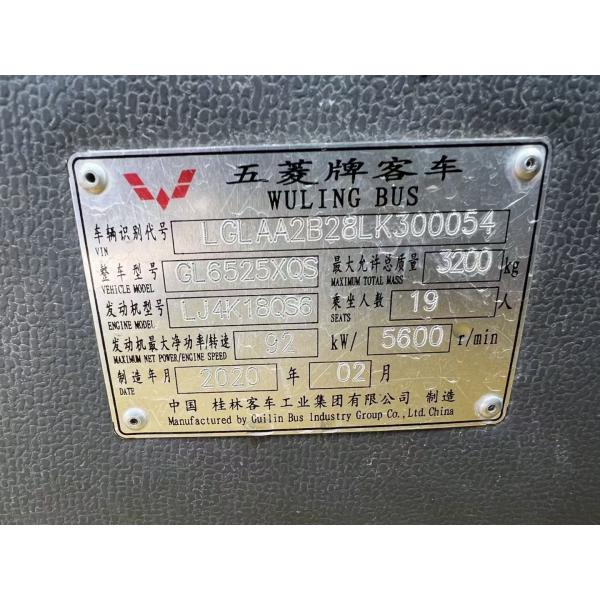 五菱牌客车
WULING BUS
车辆识别代号 LGLAA2B28LK300054
VIN
整车型号 GL6525XQS 最大允许总质量 3200 kg
VEHICLE MODEL MAXIMUM TOTAL MASS
发动机型号 LJ4K18QS6 乘坐人数 19 人
ENGINE MODEL SEATS
发动机最大净功率/转速 92 kW/ 5600 r/min
MAXIMUM NET POWER/ENGINE SPEED
制造年月 2020 年 02 月
DATE
中国 桂林客车工业集团有限公司 制造
Manufactured by Guilin Bus Industry Group Co., Ltd. China